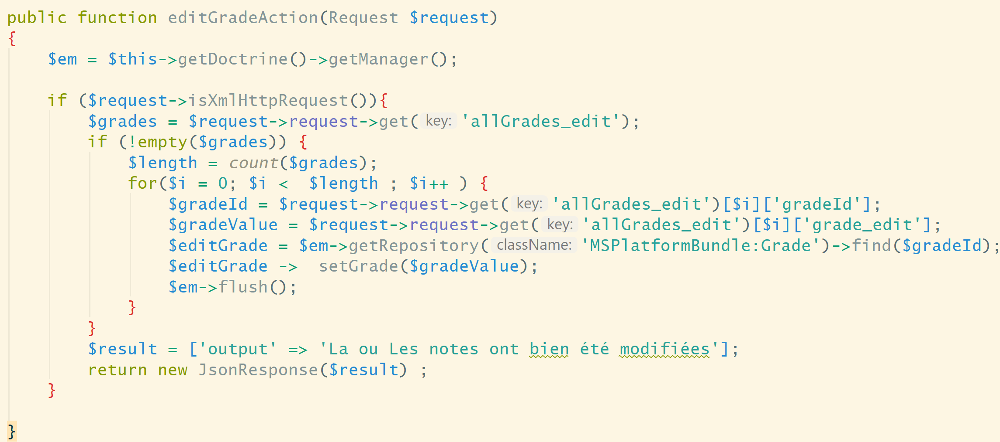 public function editGradeAction(Request $request)
{
    $em = $this->getDoctrine()->getManager();

    if ($request->isXmlHttpRequest()){
        $grades = $request->request->get( key: 'allGrades_edit');
        if (!empty($grades)) {
            $length = count($grades);
            for($i = 0; $i <  $length ; $i++ ) {
                $gradeId = $request->request->get( key: 'allGrades_edit')[$i]['gradeId'];
                $gradeValue = $request->request->get( key: 'allGrades_edit')[$i]['grade_edit'];
                $editGrade = $em->getRepository( className: 'MSPlatformBundle:Grade')->find($gradeId);
                $editGrade ->  setGrade($gradeValue);
                $em->flush();
            }
        }
        $result = ['output' => 'La ou Les notes ont bien été modifiées'];
        return new JsonResponse($result) ;
    }

}